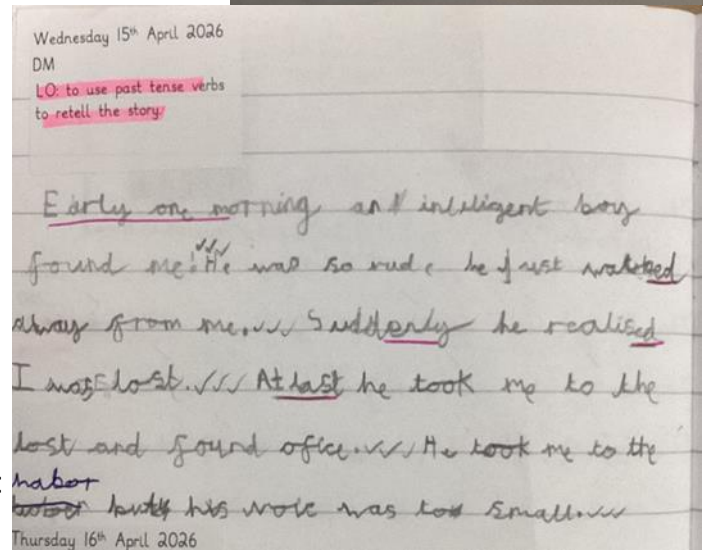 Wednesday 15th April 2026
DM
LO: to use past tense verbs
to retell the story.
Early one morning an inteligent boy
found me! He was so rude he just walked
away from me. Suddenly he realised
I was lost. At last he took me to the
lost and found office. He took me to the
habor
but his voic was too small.
Thursday 16th April 2026